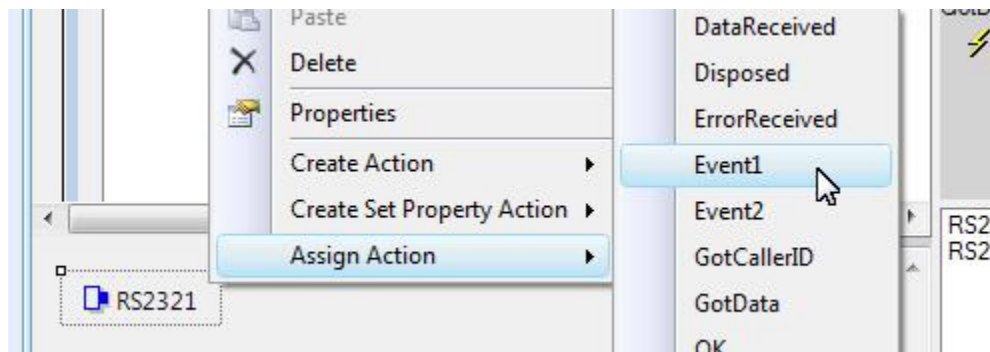 Paste
Delete
Properties
Create Action
Create Set Property Action
Assign Action
DataReceived
Disposed
ErrorReceived
Event1
Event2
GotCallerID
GotData
OK
RS2321
RS2
RS2